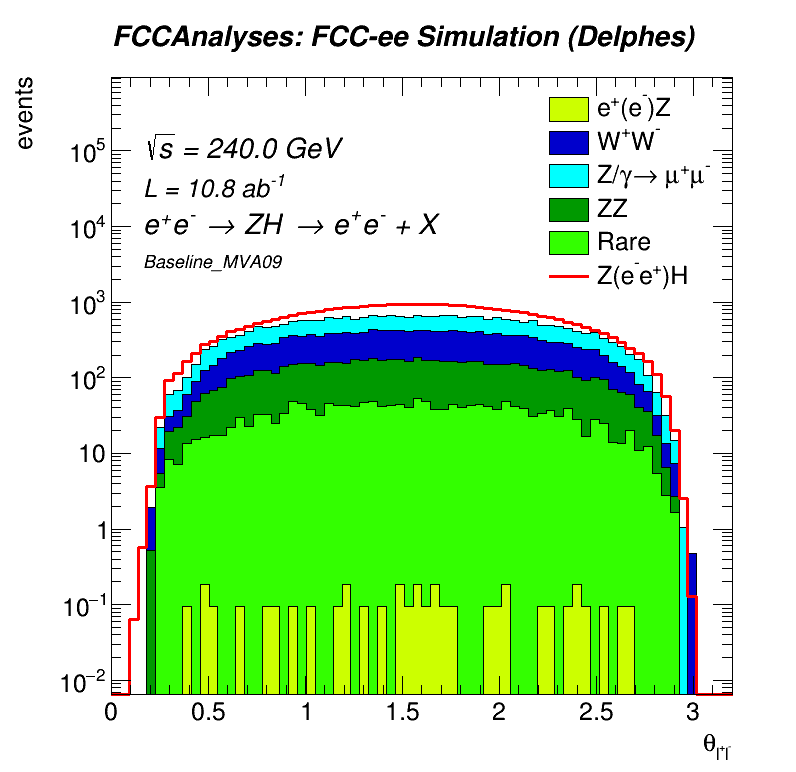 FCCAnalyses: FCC-ee Simulation (Delphes)
events
√s = 240.0 GeV
L = 10.8 ab⁻¹
e⁺e⁻ → ZH → e⁺e⁻ + X
Baseline_MVA09
e⁺(e⁻)Z
W⁺W⁻
Z/γ→ μ⁺μ⁻
ZZ
Rare
Z(e⁻e⁺)H
10⁵
10⁴
10³
10²
10
1
10⁻¹
10⁻²
0 0.5 1 1.5 2 2.5 3
θ_{l⁺l⁻}